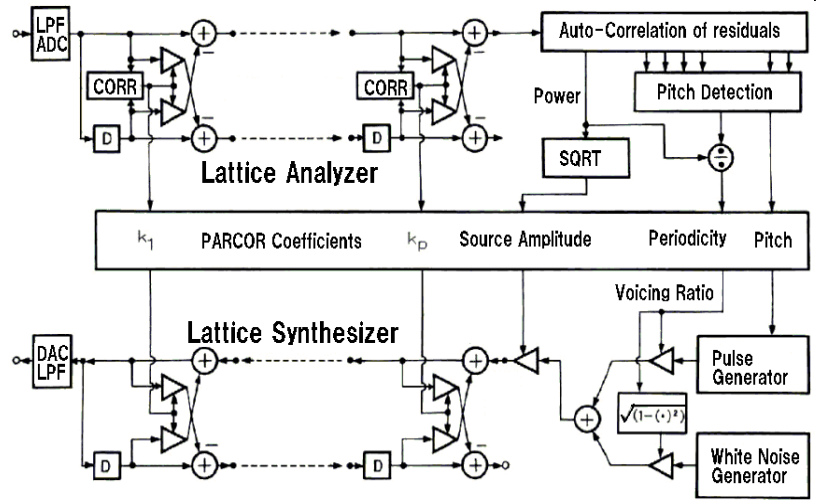 LPF
ADC
+
+
Auto-Correlation of residuals
CORR
CORR
Power
Pitch Detection
−
−
−
−
D
+
D
+
SQRT
÷
Lattice Analyzer
k1
PARCOR Coefficients
kp
Source Amplitude
Periodicity
Pitch
Voicing Ratio
Lattice Synthesizer
DAC
LPF
+
+
Pulse
Generator
+
√(1-(•)²)
−
−
D
+
D
+
White Noise
Generator